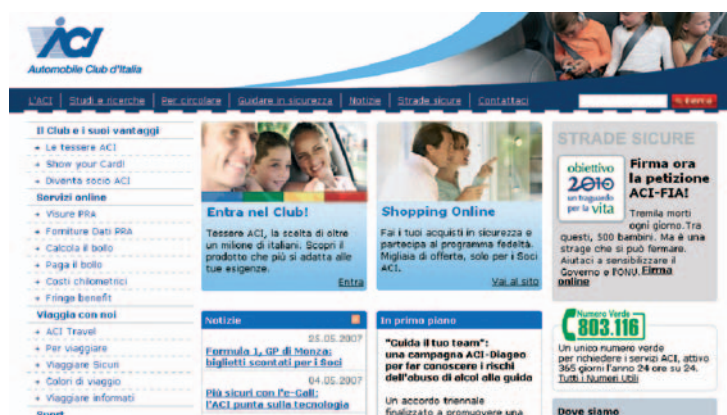 ACI
Automobile Club d'Italia
L'ACI | Studi e ricerche | Per circolare | Guidare in sicurezza | Notizie | Strade sicure | Contattaci
Cerca
Il Club e i suoi vantaggi
Le tessere ACI
Show your Card!
Diventa socio ACI
Servizi online
Visure PRA
Forniture Dati PRA
Calcola il bollo
Paga il bollo
Costi chilometrici
Fringe benefit
Viaggia con noi
ACI Travel
Per viaggiare
Viaggiare Sicuri
Colori di viaggio
Viaggiare informati
Sport
Entra nel Club!
Tessere ACI, la scelta di oltre
un milione di italiani. Scopri il
prodotto che più si adatta alle
tue esigenze.
Entra
Shopping Online
Fai i tuoi acquisti in sicurezza e
partecipa al programma fedeltà.
Migliaia di offerte, solo per i Soci
ACI.
Vai al sito
Notizie
25.05.2007
Formula 1, GP di Monza:
biglietti scontati per i Soci
04.05.2007
Più sicuri con l'e-Call:
l'ACI punta sulla tecnologia
In primo piano
"Guida il tuo team":
una campagna ACI-Diageo
per far conoscere i rischi
dell'abuso di alcol alla guida
Un accordo triennale
finalizzato a promuovere una
STRADE SICURE
obiettivo
2010
un traguardo
per la vita
Firma ora
la petizione
ACI-FIA!
Tremila morti
ogni giorno. Tra
questi, 500 bambini. Ma è una
strage che si può fermare.
Aiutaci a sensibilizzare il
Governo e l'ONU. Firma
online
Numero Verde
803.116
Un unico numero verde
per richiedere i servizi ACI, attivo
365 giorni l'anno 24 ore su 24.
Tutti i Numeri Utili
Dove siamo